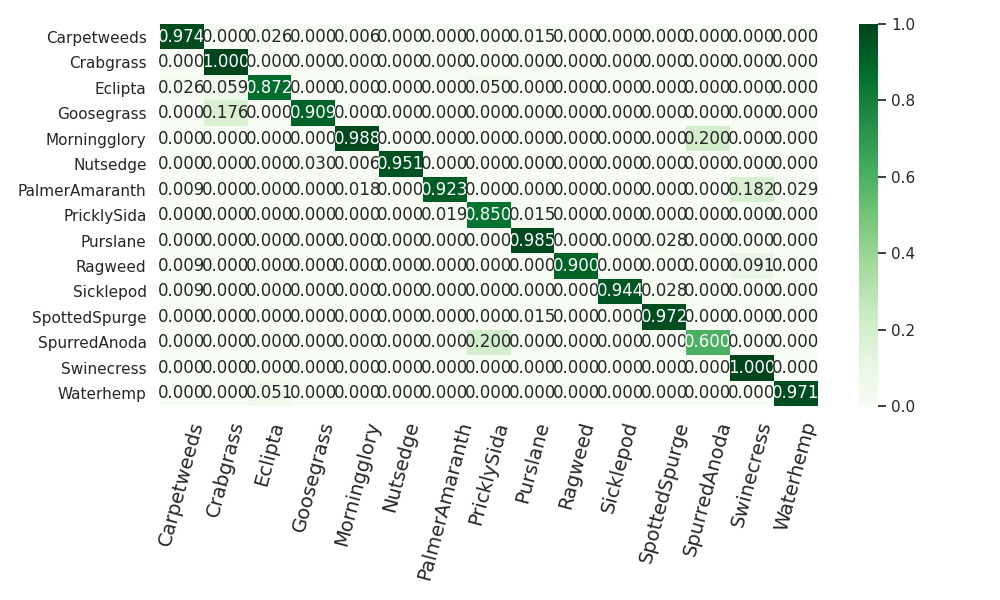 Carpetweeds 0.974 0.000 0.026 0.000 0.006 0.000 0.000 0.000 0.015 0.000 0.000 0.000 0.000 0.000 0.000 1.0
Crabgrass 0.000 1.000 0.000 0.000 0.000 0.000 0.000 0.000 0.000 0.000 0.000 0.000 0.000 0.000 0.000
Eclipta 0.026 0.059 0.872 0.000 0.000 0.000 0.000 0.050 0.000 0.000 0.000 0.000 0.000 0.000 0.000
Goosegrass 0.000 0.176 0.000 0.909 0.000 0.000 0.000 0.000 0.000 0.000 0.000 0.000 0.000 0.000 0.000 0.8
Morningglory 0.000 0.000 0.000 0.000 0.988 0.000 0.000 0.000 0.000 0.000 0.000 0.000 0.200 0.000 0.000
Nutsedge 0.000 0.000 0.000 0.030 0.006 0.951 0.000 0.000 0.000 0.000 0.000 0.000 0.000 0.000 0.000
PalmerAmaranth 0.009 0.000 0.000 0.000 0.018 0.000 0.923 0.000 0.000 0.000 0.000 0.000 0.000 0.182 0.029 0.6
PricklySida 0.000 0.000 0.000 0.000 0.000 0.000 0.019 0.850 0.015 0.000 0.000 0.000 0.000 0.000 0.000
Purslane 0.000 0.000 0.000 0.000 0.000 0.000 0.000 0.000 0.985 0.000 0.000 0.028 0.000 0.000 0.000
Ragweed 0.009 0.000 0.000 0.000 0.000 0.000 0.000 0.000 0.000 0.900 0.000 0.000 0.000 0.091 0.000 0.4
Sicklepod 0.009 0.000 0.000 0.000 0.000 0.000 0.000 0.000 0.000 0.000 0.944 0.028 0.000 0.000 0.000
SpottedSpurge 0.000 0.000 0.000 0.000 0.000 0.000 0.000 0.000 0.015 0.000 0.000 0.972 0.000 0.000 0.000
SpurredAnoda 0.000 0.000 0.000 0.000 0.000 0.000 0.000 0.200 0.000 0.000 0.000 0.000 0.600 0.000 0.000 0.2
Swinecress 0.000 0.000 0.000 0.000 0.000 0.000 0.000 0.000 0.000 0.000 0.000 0.000 0.000 1.000 0.000
Waterhemp 0.000 0.000 0.051 0.000 0.000 0.000 0.000 0.000 0.000 0.000 0.000 0.000 0.000 0.000 0.971 0.0
Carpetweeds Crabgrass Eclipta Goosegrass Morningglory Nutsedge PalmerAmaranth PricklySida Purslane Ragweed Sicklepod SpottedSpurge SpurredAnoda Swinecress Waterhemp